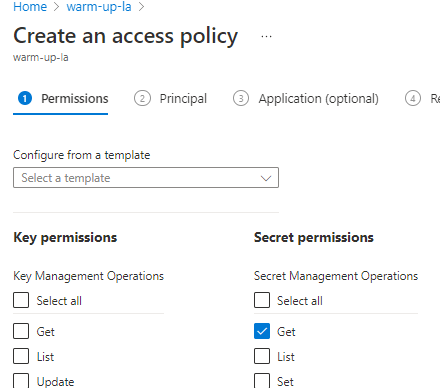 Home > warm-up-la >
Create an access policy ...
warm-up-la
1 Permissions 2 Principal 3 Application (optional) 4
Configure from a template
Select a template
Key permissions
Key Management Operations
Select all
Get
List
Update
Secret permissions
Secret Management Operations
Select all
Get
List
Set